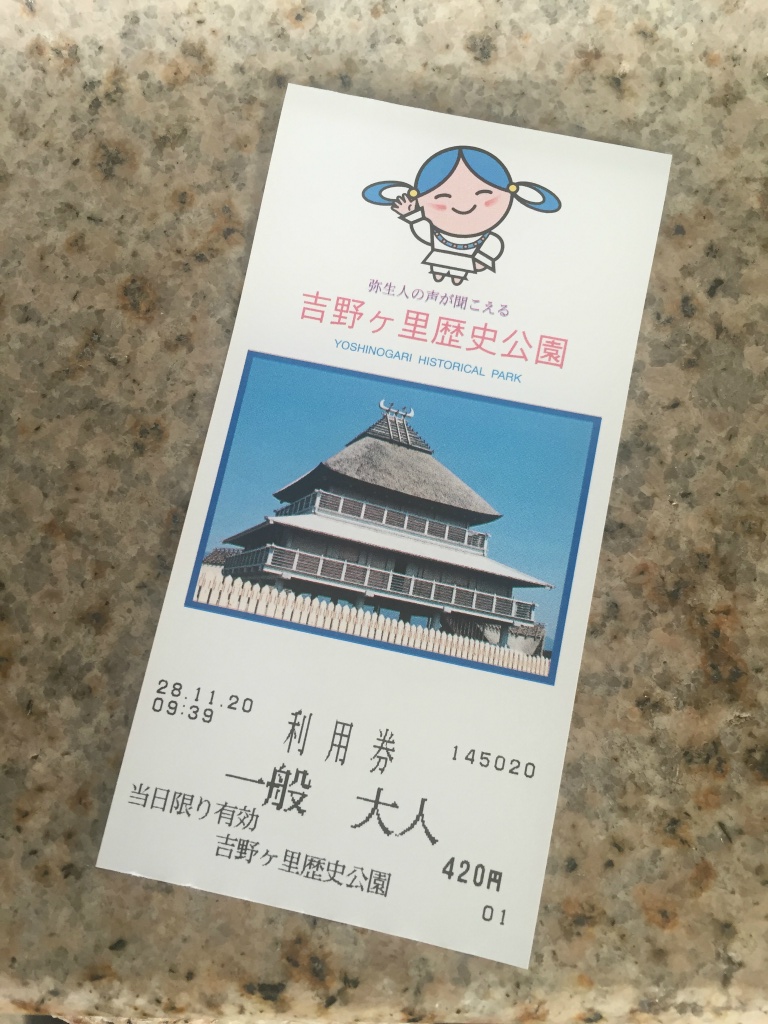 弥生人の声が聞こえる
吉野ヶ里歴史公園
YOSHINOGARI HISTORICAL PARK
28.11.20
09:39
利用券
145020
一般 大人
当日限り有効
吉野ヶ里歴史公園
420円
01